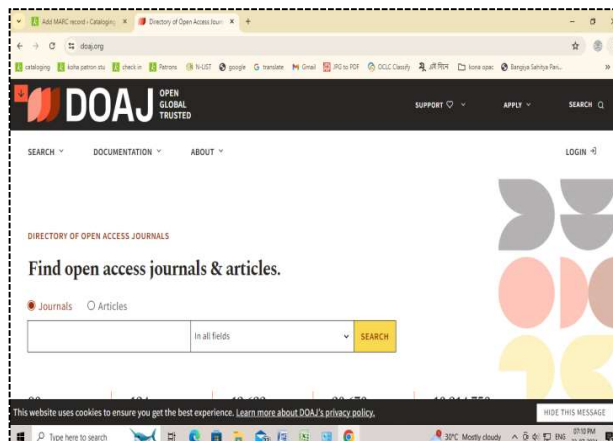 Add MARC record › Cataloging
Directory of Open Access Journ
doaj.org
cataloging
koha patron stu
check in
Patrons
N-LIST
google
translate
Gmail
JPG to PDF
OCLC Classify
kona opac
Bangiya Sahitya Pari...
DOAJ
OPEN
GLOBAL
TRUSTED
SUPPORT
APPLY
SEARCH
SEARCH
DOCUMENTATION
ABOUT
LOGIN
DIRECTORY OF OPEN ACCESS JOURNALS
Find open access journals & articles.
Journals
Articles
In all fields
SEARCH
This website uses cookies to ensure you get the best experience. Learn more about DOAJ's privacy policy.
HIDE THIS MESSAGE
Type here to search
30°C Mostly cloudy
ENG
07:10 PM